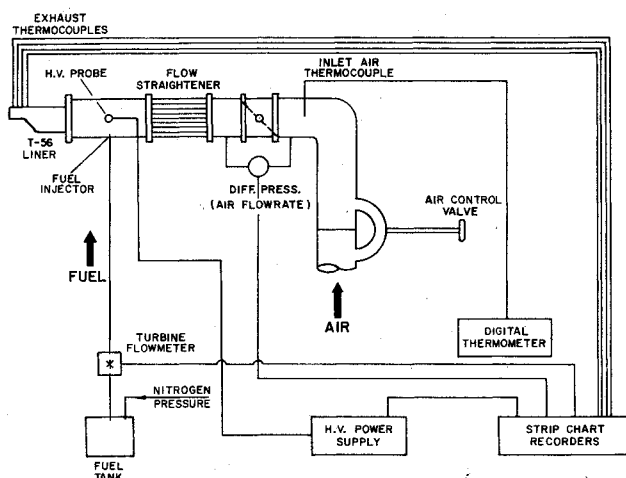 EXHAUST
THERMOCOUPLES
H.V. PROBE
FLOW
STRAIGHTENER
INLET AIR
THERMOCOUPLE
T-56
LINER
FUEL
INJECTOR
DIFF. PRESS.
(AIR FLOWRATE)
AIR CONTROL
VALVE
FUEL
AIR
TURBINE
FLOWMETER
DIGITAL
THERMOMETER
NITROGEN
PRESSURE
H.V. POWER
SUPPLY
STRIP CHART
RECORDERS
FUEL
TANK